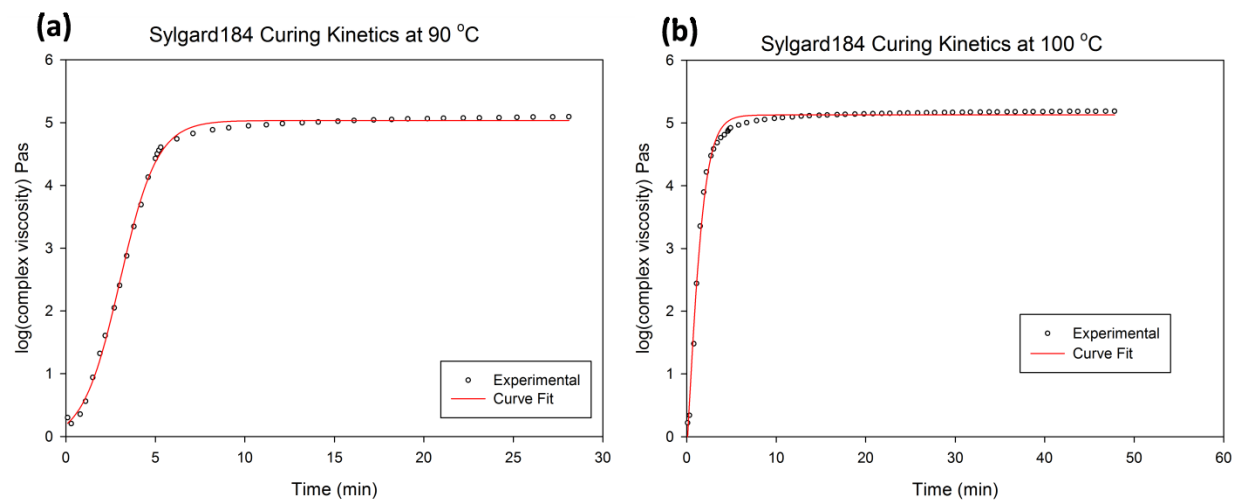 (a)
Sylgard184 Curing Kinetics at 90 °C
log(complex viscosity) Pas
6
5
4
3
2
1
0
0 5 10 15 20 25 30
Time (min)
Experimental
Curve Fit
(b)
Sylgard184 Curing Kinetics at 100 °C
log(complex viscosity) Pas
6
5
4
3
2
1
0
0 10 20 30 40 50 60
Time (min)
Experimental
Curve Fit